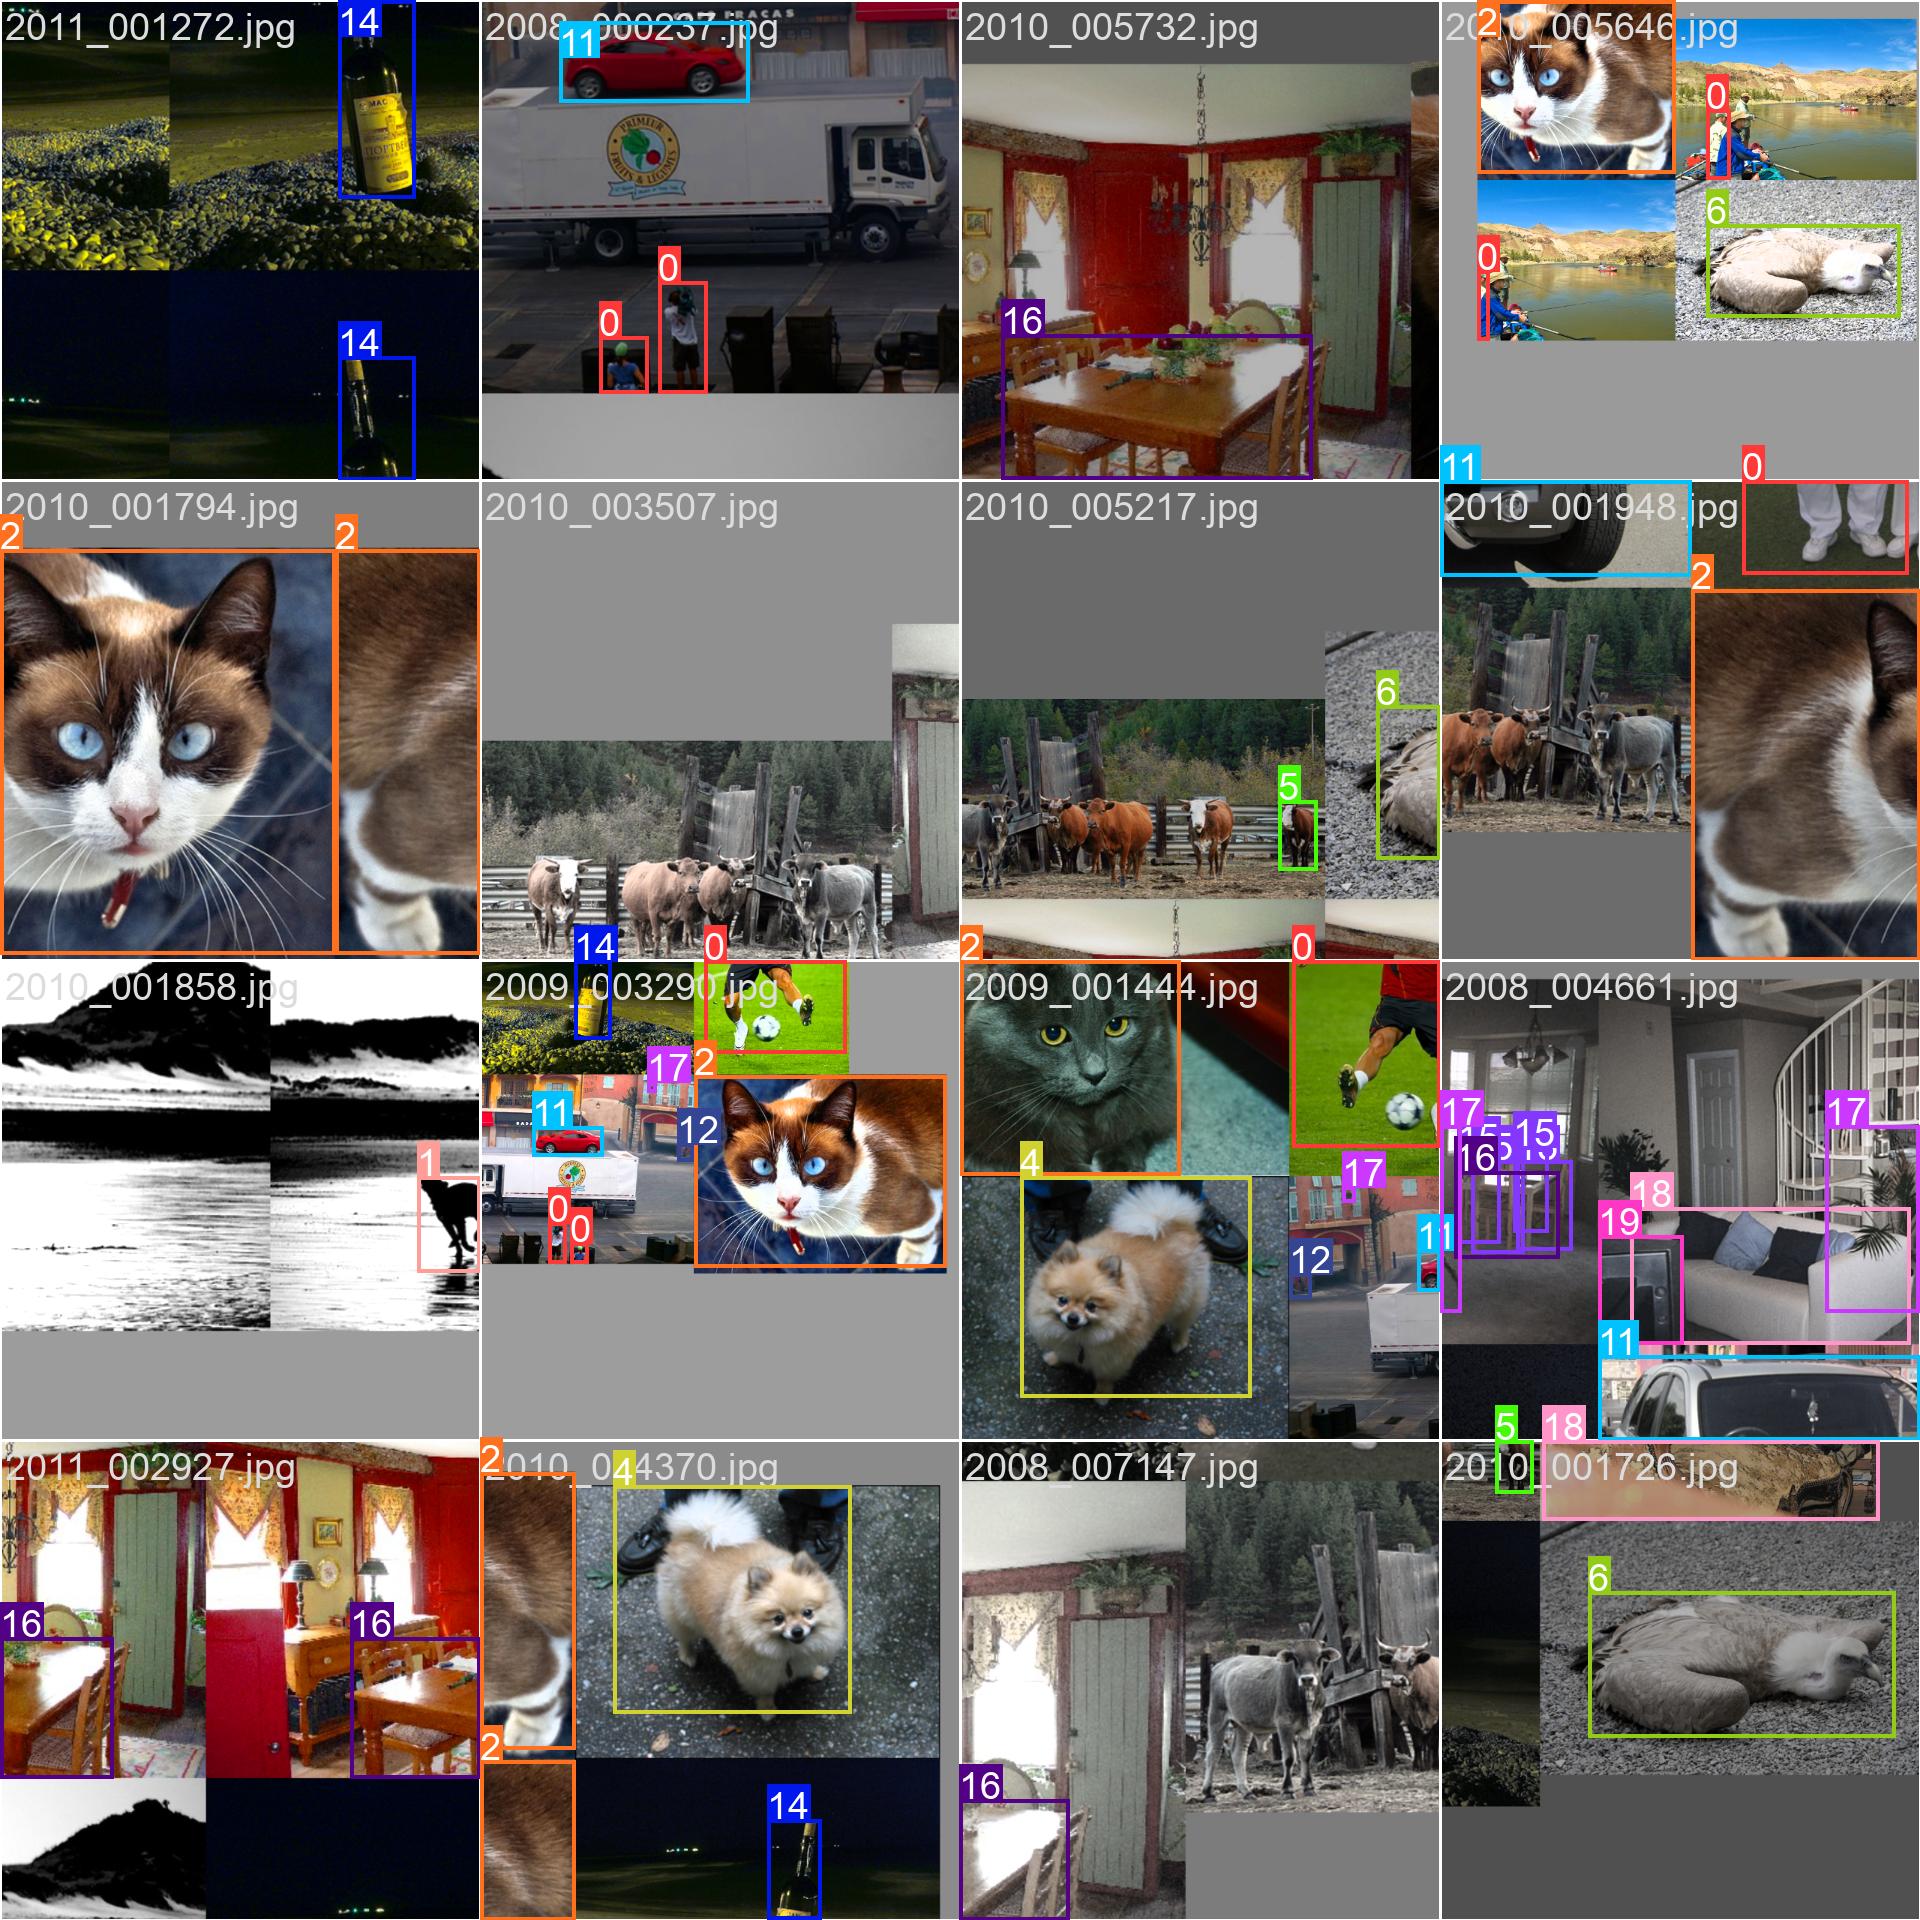 2011_001272.jpg
2008_000237.jpg
2010_005732.jpg
2010_005646.jpg
14
11
2
0
MAC
PRIMEUR
FRUITS & LÉGUMES
0
6
0
0
0
16
14
11
0
2010_001794.jpg
2010_003507.jpg
2010_005217.jpg
2010_001948.jpg
2
2
2
6
5
14
0
2
0
2010_001858.jpg
2009_003290.jpg
2009_001444.jpg
2008_004661.jpg
17
2
11
12
17
17
15
15
16
1
4
17
0
0
11
12
18
19
11
5
18
2011_002927.jpg
2010_004370.jpg
2008_007147.jpg
2010_001726.jpg
2
4
6
16
16
2
14
16